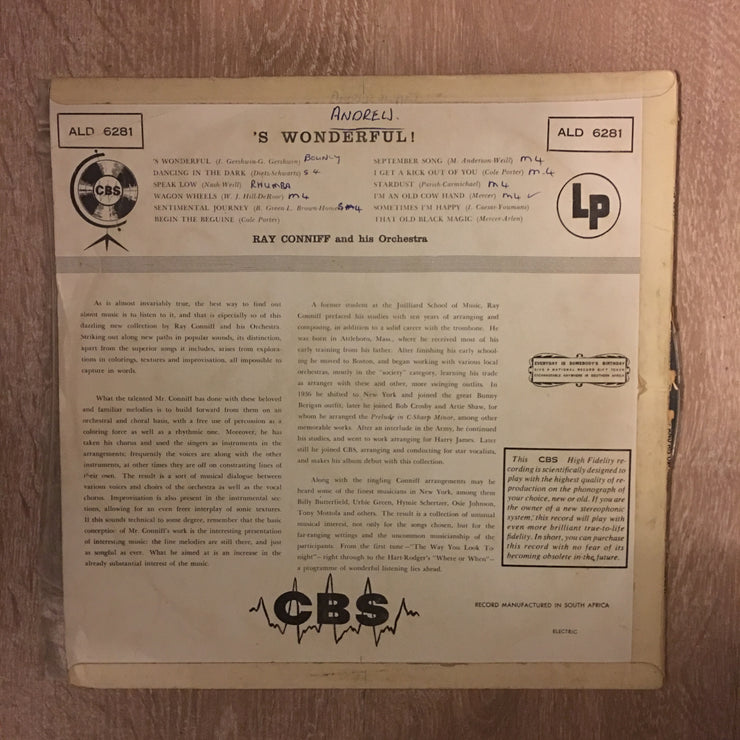 ANDREW.
ALD 6281
'S WONDERFUL!
ALD 6281
CBS
'S WONDERFUL (I. Gershwin-G. Gershwin) BOUNCY
DANCING IN THE DARK (Dietz-Schwartz) S 4
SPEAK LOW (Nash-Weill) RHUMBA
WAGON WHEELS (W. J. Hill-DeRose) m 4
SENTIMENTAL JOURNEY (B. Green-L. Brown-Homer)
BEGIN THE BEGUINE (Cole Porter)
SEPTEMBER SONG (M. Anderson-Weill) m 4
I GET A KICK OUT OF YOU (Cole Porter) m.4
STARDUST (Parish-Carmichael) m 4
I'M AN OLD COW HAND (Mercer) m 4 ✓
SOMETIMES I'M HAPPY (I. Caesar-Youmans)
THAT OLD BLACK MAGIC (Mercer-Arlen)
Lp
RAY CONNIFF and his Orchestra
As is almost invariably true, the best way to find out
about music is to listen to it, and that is especially so of this
dazzling new collection by Ray Conniff and his Orchestra.
Striking out along new paths in popular sounds, its distinction,
apart from the superior songs it includes, arises from explora-
tions in colorings, textures and improvisation, all impossible to
capture in words.
What the talented Mr. Conniff has done with these beloved
and familiar melodies is to build forward from them on an
orchestral and choral basis, with a free use of percussion as a
coloring force as well as a rhythmic one. Moreover, he has
taken his chorus and used the singers as instruments in the
arrangements; frequently the voices are along with the other
instruments, at other times they are off on contrasting lines of
their own. The result is a sort of musical dialogue between
various voices and choirs of the orchestra as well as the vocal
chorus. Improvisation is also present in the instrumental sec-
tions, allowing for an even freer interplay of sonic textures.
If this sounds technical to some degree, remember that the basic
conception of Mr. Conniff's work is the interesting presentation
of interesting music: the fine melodies are still there, and just
as songful as ever. What he aimed at is an increase in the
already substantial interest of the music.
A former student at the Juilliard School of Music, Ray
Conniff prefaced his studies with ten years of arranging and
composing, in addition to a solid career with the trombone. He
was born in Attleboro, Mass., where he received most of his
early training from his father. After finishing his early school-
ing he moved to Boston, and began working with various local
orchestras, mostly in the "society" category, learning his trade
as arranger with these and other, more swinging outfits. In
1936 he shifted to New York and joined the great Bunny
Berigan outfit, later he joined Bob Crosby and Artie Shaw, for
whom he arranged the Prelude in C-Sharp Minor, among other
memorable works. After an interlude in the Army, he continued
his studies, and went to work arranging for Harry James. Later
still he joined CBS, arranging and conducting for star vocalists,
and makes his album debut with this collection.
Along with the tingling Conniff arrangements may be
heard some of the finest musicians in New York, among them
Billy Butterfield, Urbie Green, Hymie Schertzer, Osie Johnson,
Tony Mottola and others. The result is a collection of unusual
musical interest, not only for the songs chosen, but for the
far-ranging settings and the uncommon musicianship of the
participants. From the first tune—"The Way You Look To-
night"—right through to the Hart-Rodger's "Where or When"—
a programme of wonderful listening lies ahead.
EVERYDAY IS SOMEBODY'S BIRTHDAY
GIVE A NATIONAL RECORD GIFT TOKEN
EXCHANGEABLE ANYWHERE IN SOUTHERN AFRICA
This CBS High Fidelity re-
cording is scientifically designed to
play with the highest quality of re-
production on the phonograph of
your choice, new or old. If you are
the owner of a new stereophonic
system, this record will play with
even more brilliant true-to-life
fidelity. In short, you can purchase
this record with no fear of its
becoming obsolete in the future.
CBS
RECORD MANUFACTURED IN SOUTH AFRICA
ELECTRIC